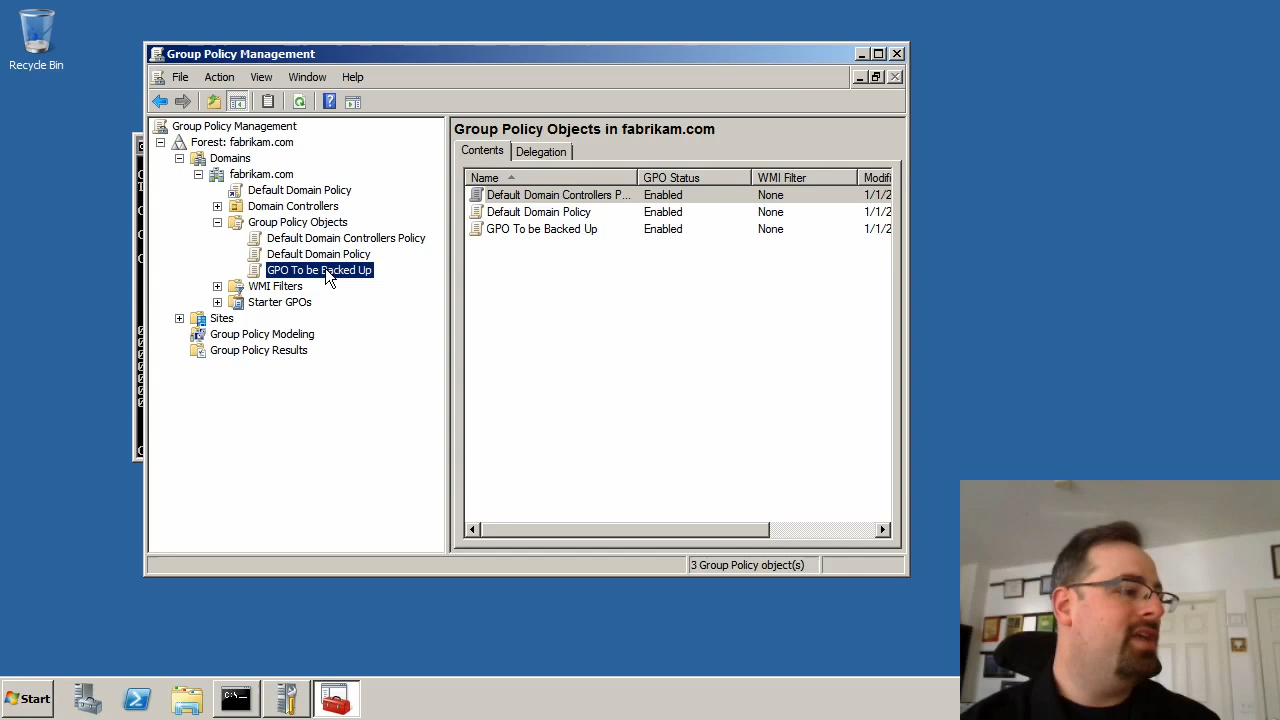 Recycle Bin
Group Policy Management
File Action View Window Help
Group Policy Management
Forest: fabrikam.com
Domains
fabrikam.com
Default Domain Policy
Domain Controllers
Group Policy Objects
Default Domain Controllers Policy
Default Domain Policy
GPO To be Backed Up
WMI Filters
Starter GPOs
Sites
Group Policy Modeling
Group Policy Results
Group Policy Objects in fabrikam.com
Contents Delegation
Name GPO Status WMI Filter Modifi
Default Domain Controllers P... Enabled None 1/1/2
Default Domain Policy Enabled None 1/1/2
GPO To be Backed Up Enabled None 1/1/2
3 Group Policy object(s)
Start